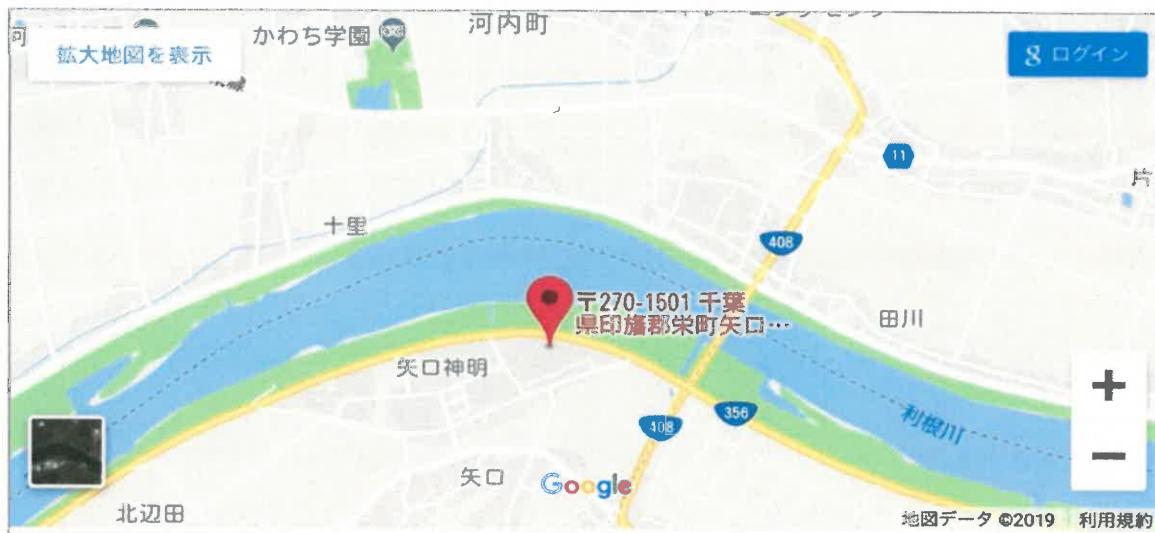 河内町
かわち学園
拡大地図を表示
ログイン
11
片
十里
408
〒270-1501 千葉
県印旛郡栄町矢口…
田川
矢口神明
+
356
408
利根川
−
矢口
Google
北辺田
地図データ ©2019 利用規約